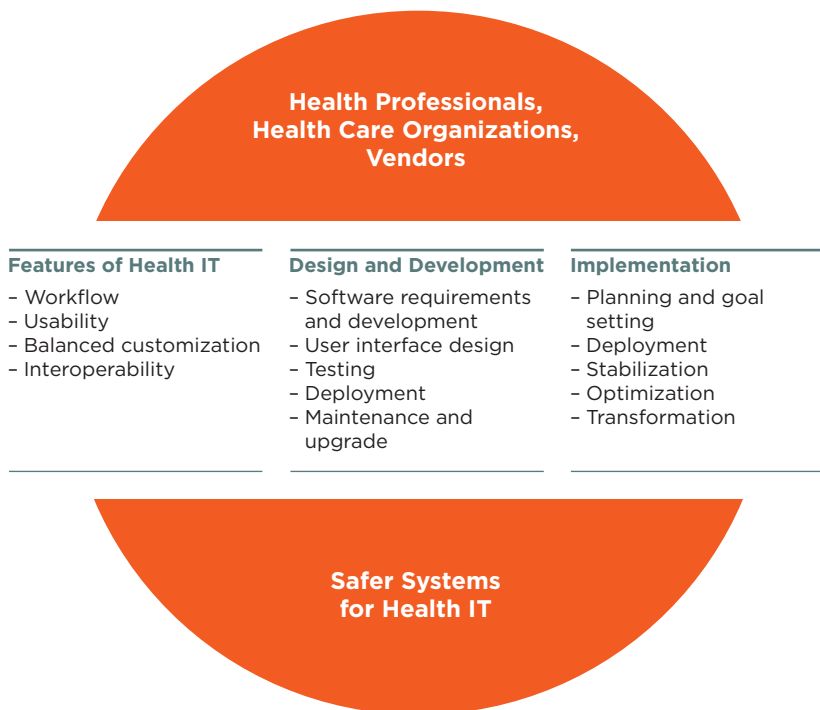 Health Professionals,
Health Care Organizations,
Vendors
Features of Health IT
– Workflow
– Usability
– Balanced customization
– Interoperability
Design and Development
– Software requirements
and development
– User interface design
– Testing
– Deployment
– Maintenance and
upgrade
Implementation
– Planning and goal
setting
– Deployment
– Stabilization
– Optimization
– Transformation
Safer Systems
for Health IT